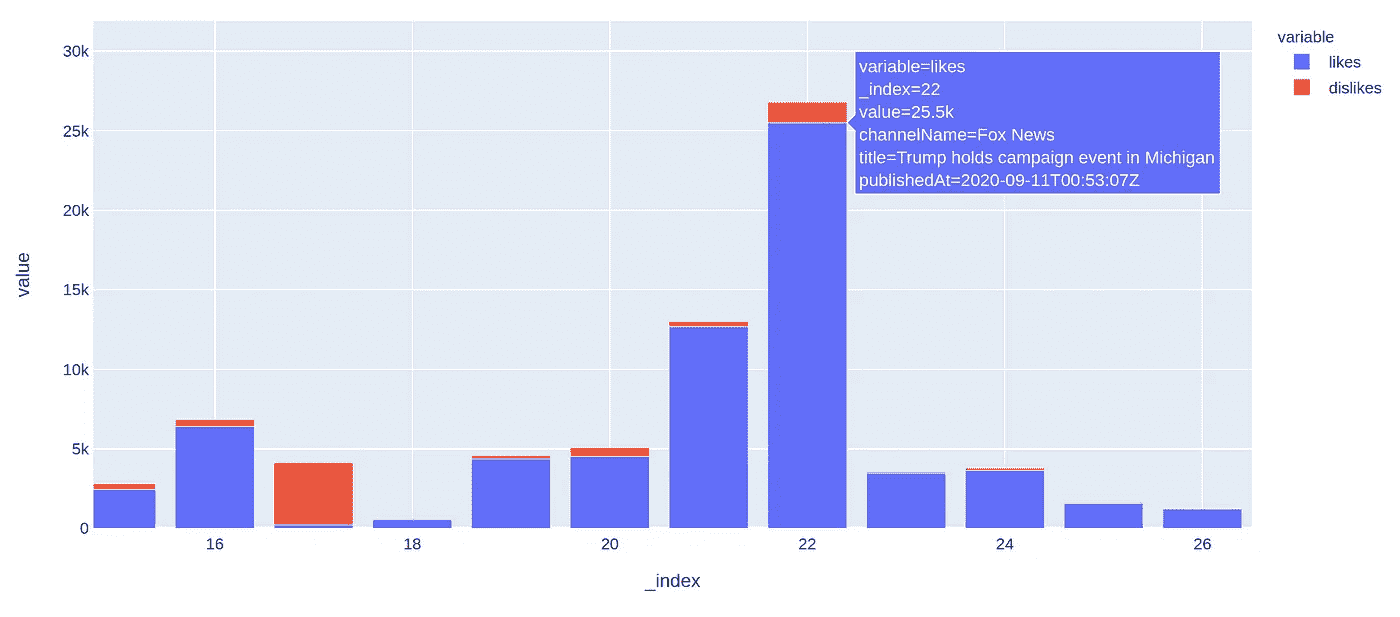 30k
25k
20k
15k
10k
5k
0
value
16
18
20
22
24
26
_index
variable=likes
_index=22
value=25.5k
channelName=Fox News
title=Trump holds campaign event in Michigan
publishedAt=2020-09-11T00:53:07Z
variable
likes
dislikes